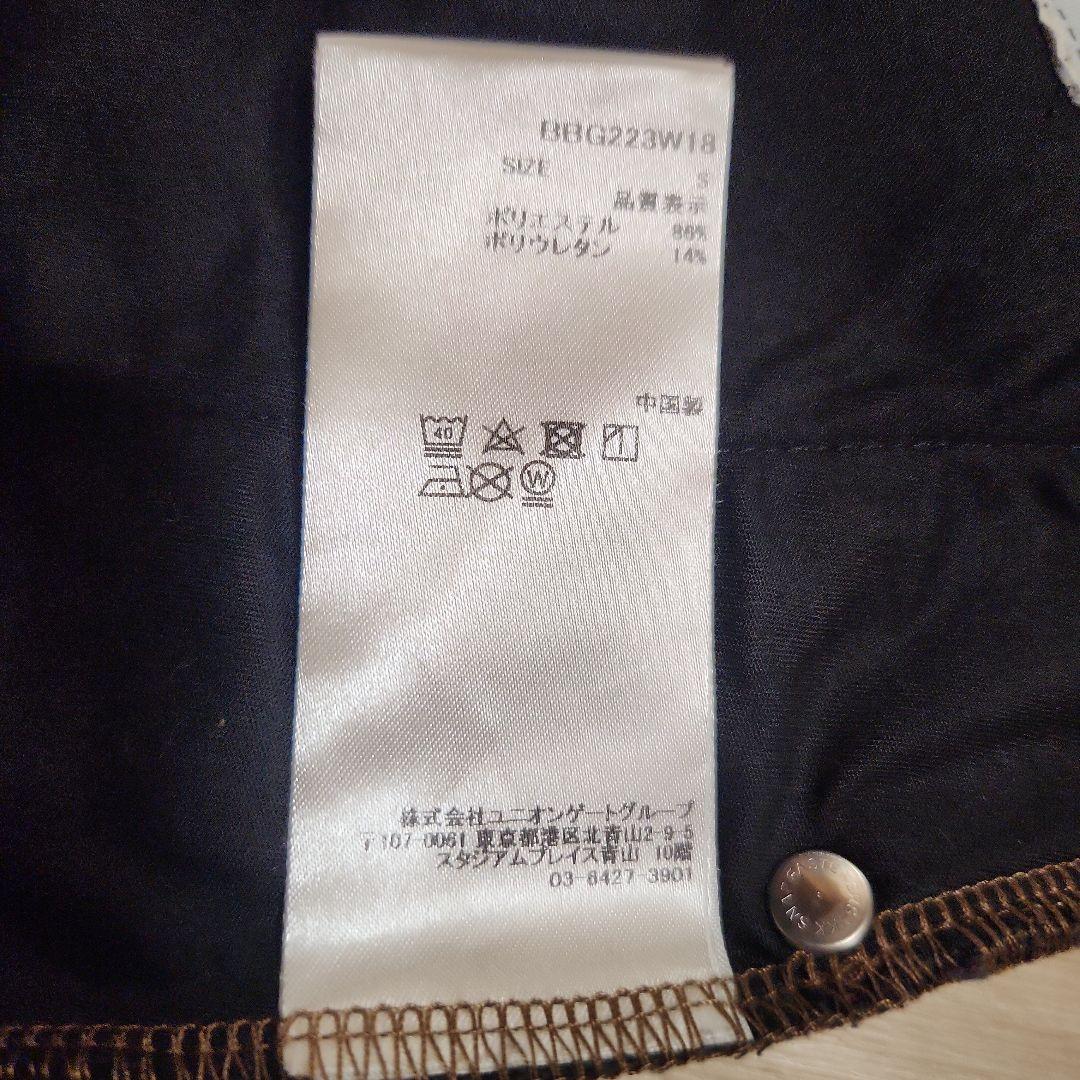 BBG223W18
SIZE S
品質表示
ポリエステル 86%
ポリウレタン 14%
中国製
40
W
株式会社ユニオンゲートグループ
〒107-0061 東京都港区北青山2-9-5
スタジアムプレイス青山 10階
03-6427-3901